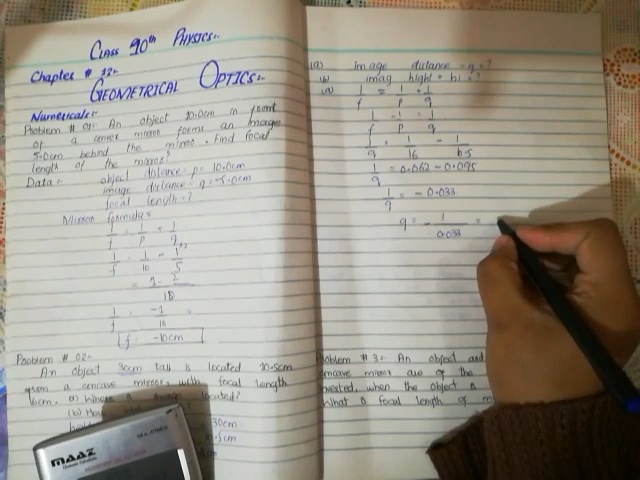 CLASS 10th PHYSICS:-
Chapter # 12:-
GEOMETRICAL OPTICS:-
Numericals:-
Problem # 01:- An object 10.0cm in front
of a convex mirror forms an image
5.0cm behind the mirror. Find focal
length of the mirror?
Data:- object distance = p = 10.0cm
image distance = q = -5.0cm
focal length = ?
Mirror formula =
1/f = 1/p + 1/q
1/f = 1/10 - 1/5
= 1 - 2
10
1/f = -1/10 =
f = -10cm
Problem # 02:-
An object 30cm tall is located 10.5cm
from a concave mirror, with focal length
16cm. a) Where image located?
(b) How
30cm
.5cm
MAAZ
(a) image distance = q = ?
(b) imag hight = hi = ?
(a) 1/f = 1/p + 1/q
1/f - 1/p = 1/q
1/q = 1/16 - 1/10.5
1/q = 0.062 - 0.095
1/q = - 0.033
q = - 1/0.033 =
Problem # 3:- An object and
concave mirror are of the
when the object is
What is focal length of m